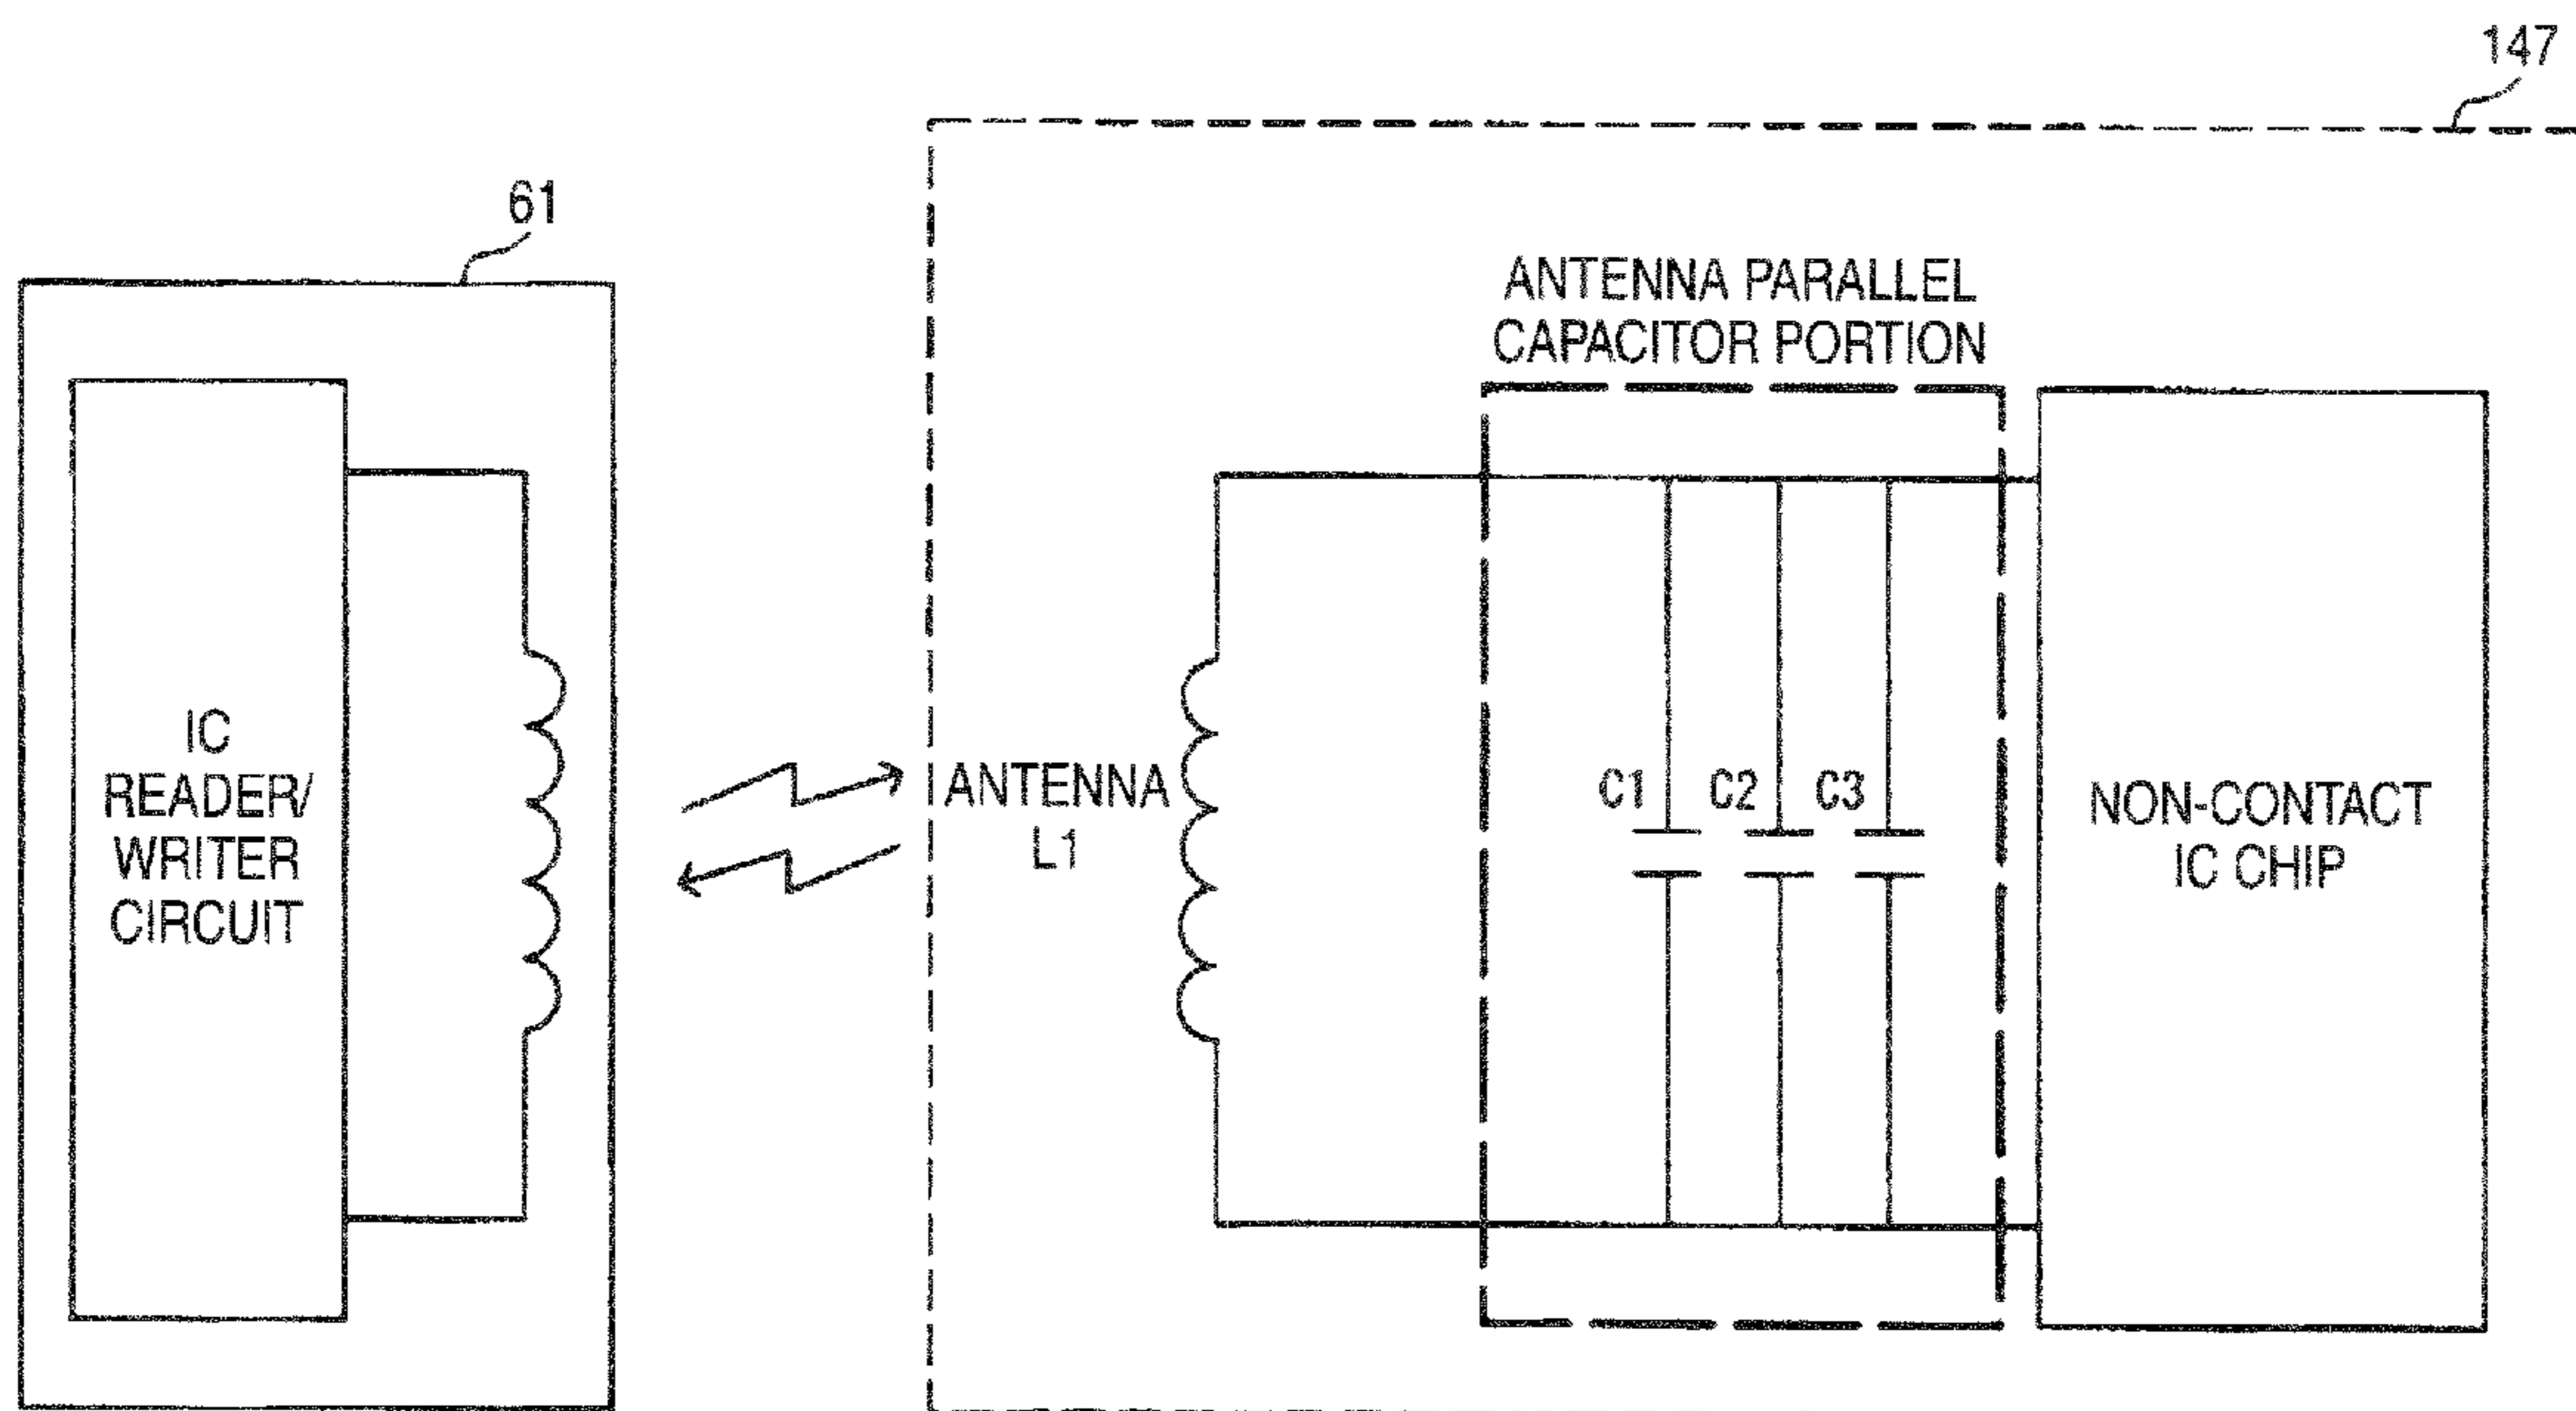 147
61
ANTENNA PARALLEL
CAPACITOR PORTION
IC
READER/
WRITER
CIRCUIT
ANTENNA
L1
C1
C2
C3
NON-CONTACT
IC CHIP